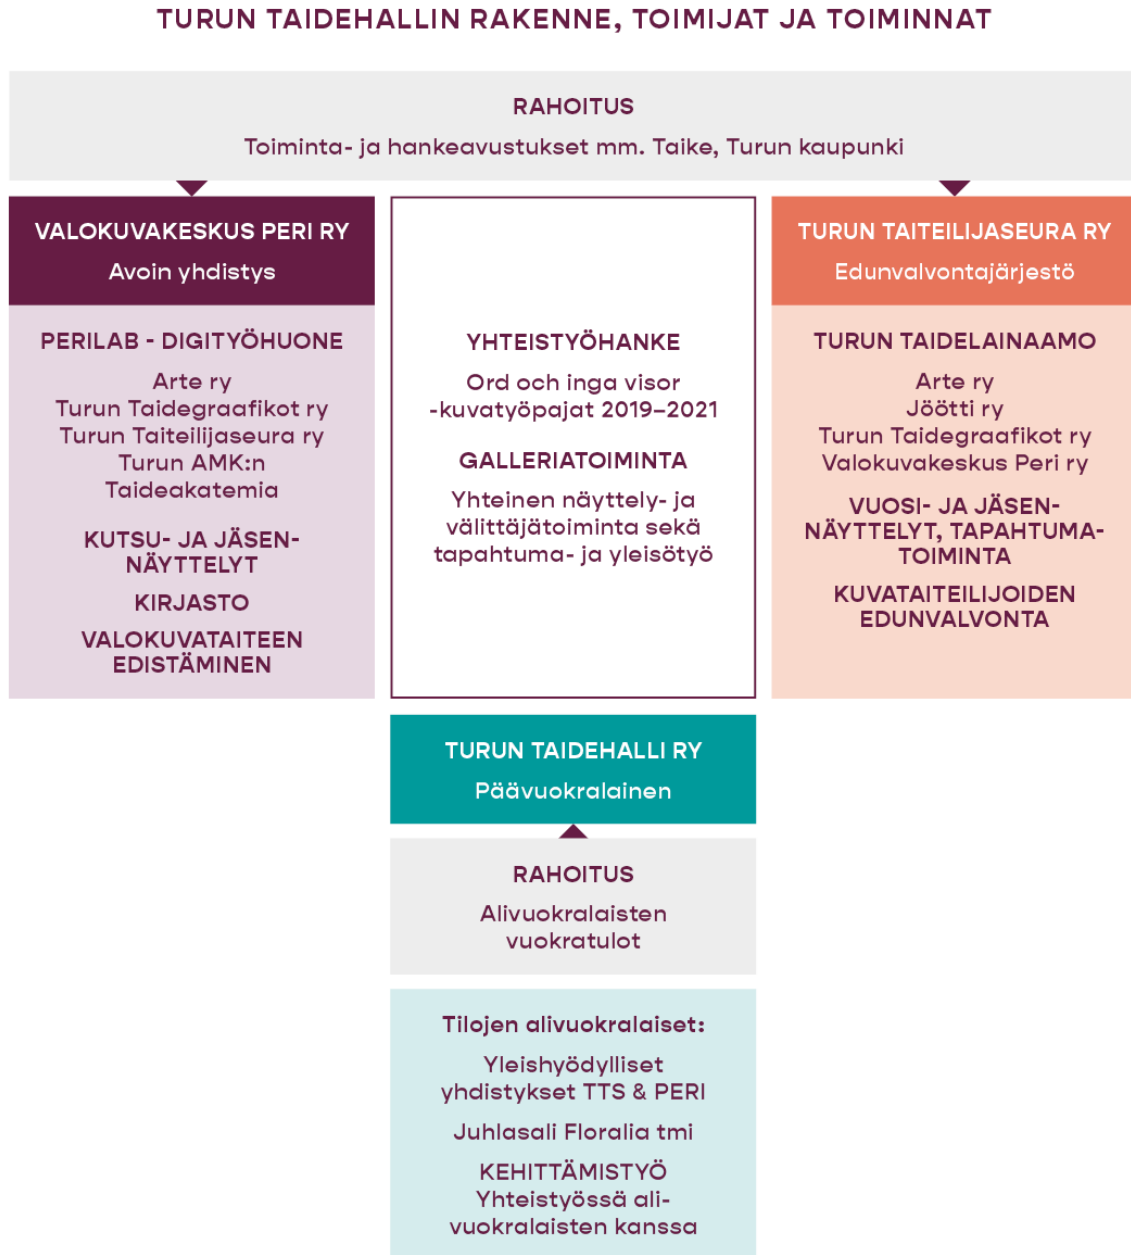 TURUN TAIDEHALLIN RAKENNE, TOIMIJAT JA TOIMINNAT
RAHOITUS
Toiminta- ja hankeavustukset mm. Taike, Turun kaupunki
VALOKUVAKESKUS PERI RY
Avoin yhdistys
PERILAB - DIGITYÖHUONE
Arte ry
Turun Taidegraafikot ry
Turun Taiteilijaseura ry
Turun AMK:n
Taideakatemia
KUTSU- JA JÄSEN-
NÄYTTELYT
KIRJASTO
VALOKUVATAITEEN
EDISTÄMINEN
YHTEISTYÖHANKE
Ord och inga visor
-kuvatyöpajat 2019–2021
GALLERIATOIMINTA
Yhteinen näyttely- ja
välittäjätoiminta sekä
tapahtuma- ja yleisötyö
TURUN TAITEILIJASEURA RY
Edunvalvontajärjestö
TURUN TAIDELAINAAMO
Arte ry
Jöötti ry
Turun Taidegraafikot ry
Valokuvakeskus Peri ry
VUOSI- JA JÄSEN-
NÄYTTELYT, TAPAHTUMA-
TOIMINTA
KUVATAITEILIJOIDEN
EDUNVALVONTA
TURUN TAIDEHALLI RY
Päävuokralainen
RAHOITUS
Alivuokralaisten
vuokratulot
Tilojen alivuokralaiset:
Yleishyödylliset
yhdistykset TTS & PERI
Juhlasali Floralia tmi
KEHITTÄMISTYÖ
Yhteistyössä ali-
vuokralaisten kanssa